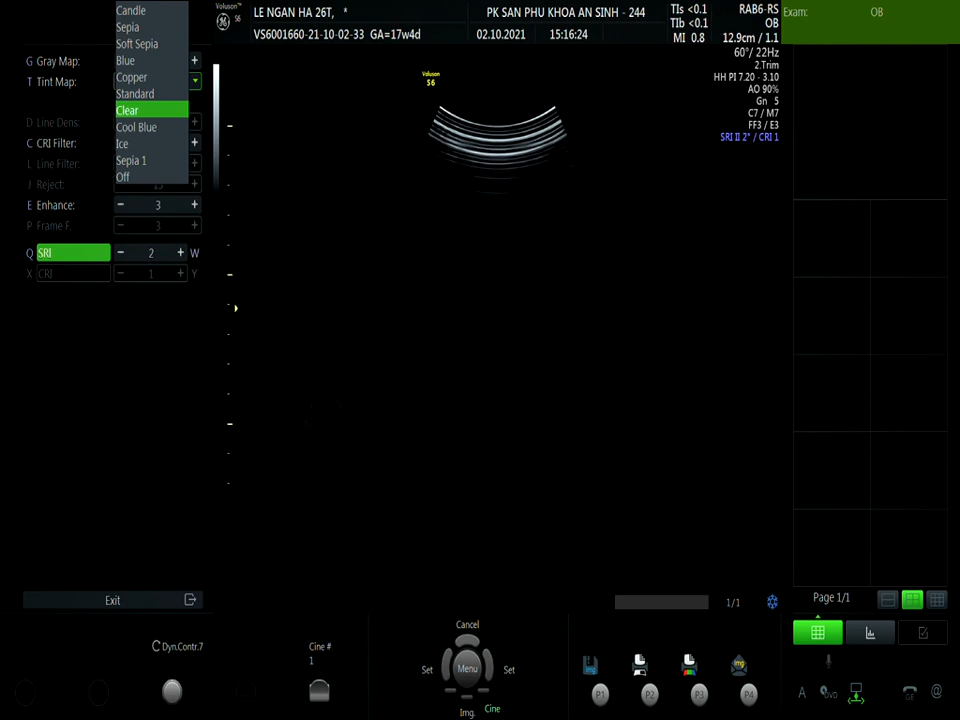 Candle
Sepia
Soft Sepia
Blue
Copper
Standard
Clear
Cool Blue
Ice
Sepia 1
Off
G Gray Map: +
T Tint Map:
D Line Dens: +
C CRI Filter: +
L Line Filter: +
J Reject: +
E Enhance: − 3 +
P Frame F. − 3 +
Q SRI − 2 + W
X CRI − 1 + Y
Exit
Voluson™
S6
LE NGAN HA 26T, *
PK SAN PHU KHOA AN SINH - 244
VS6001660-21-10-02-33 GA=17w4d
02.10.2021
15:16:24
TIs <0.1
TIb <0.1
MI 0.8
RAB6-RS
OB
12.9cm / 1.1
60°/ 22Hz
2.Trim
HH PI 7.20 - 3.10
AO 90%
Gn 5
C7 / M7
FF3 / E3
SRI II 2° / CRI 1
Voluson
S6
Exam: OB
1/1
Page 1/1
C Dyn.Contr.7
Cine #
1
Cancel
Set
Menu
Set
Img.
Cine
Img
P1
P2
P3
P4
A
DVD
GE
@